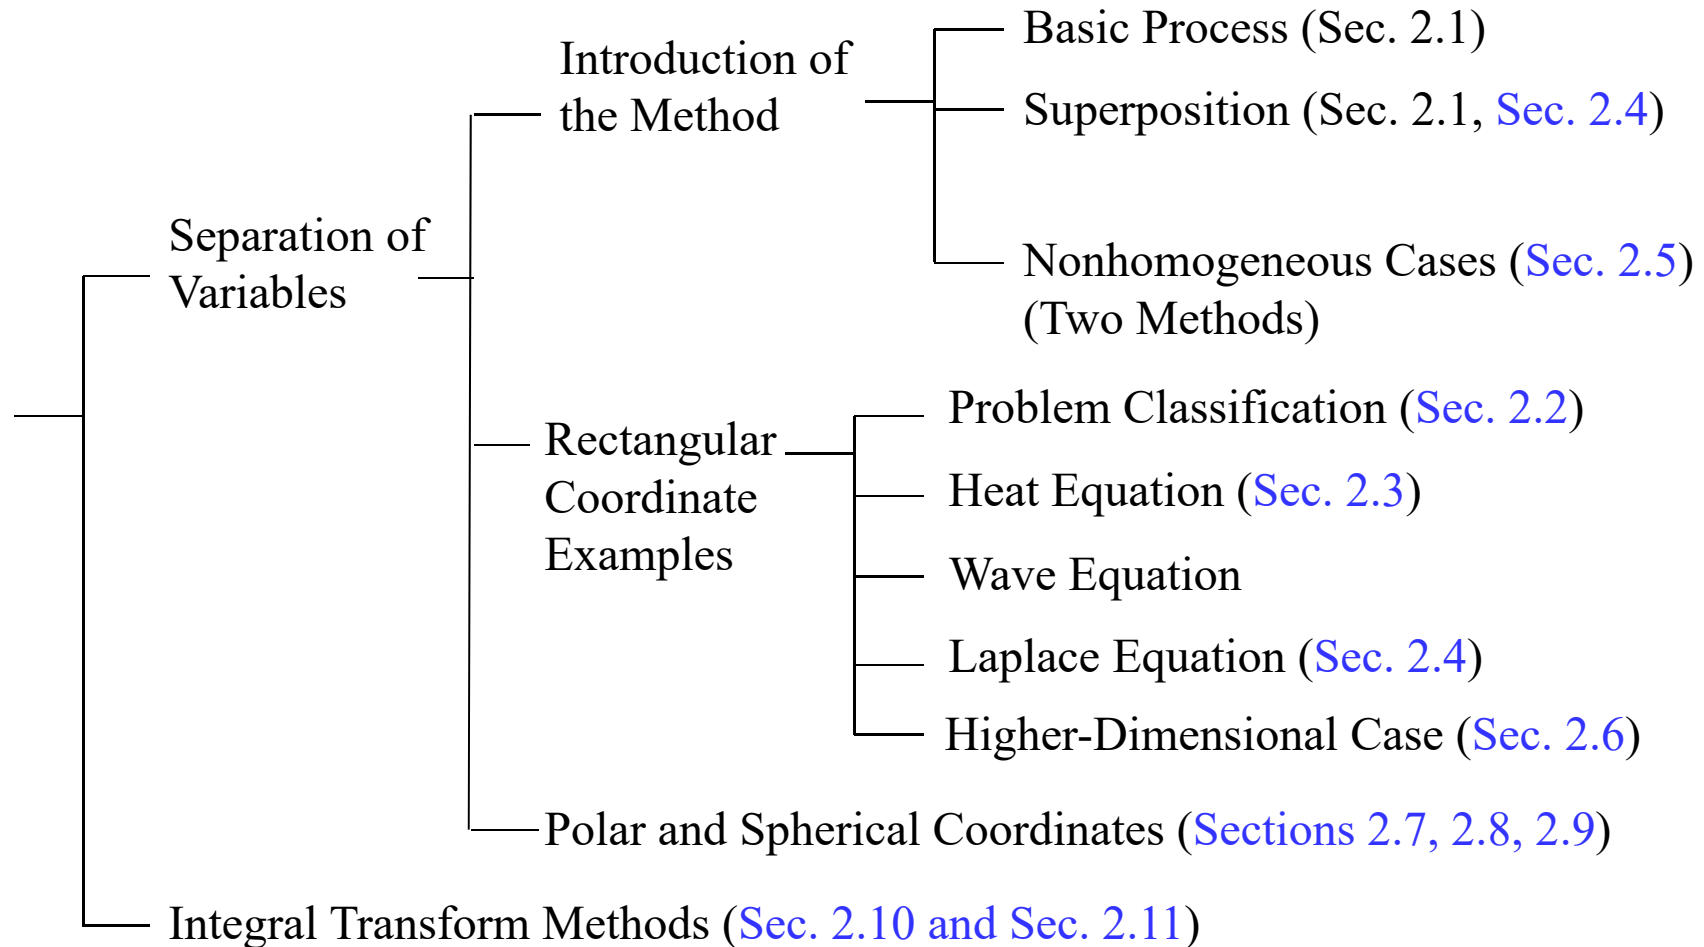 Introduction of
the Method
Basic Process (Sec. 2.1)
Superposition (Sec. 2.1, Sec. 2.4)
Nonhomogeneous Cases (Sec. 2.5)
(Two Methods)
Separation of
Variables
Rectangular
Coordinate
Examples
Problem Classification (Sec. 2.2)
Heat Equation (Sec. 2.3)
Wave Equation
Laplace Equation (Sec. 2.4)
Higher-Dimensional Case (Sec. 2.6)
Polar and Spherical Coordinates (Sections 2.7, 2.8, 2.9)
Integral Transform Methods (Sec. 2.10 and Sec. 2.11)